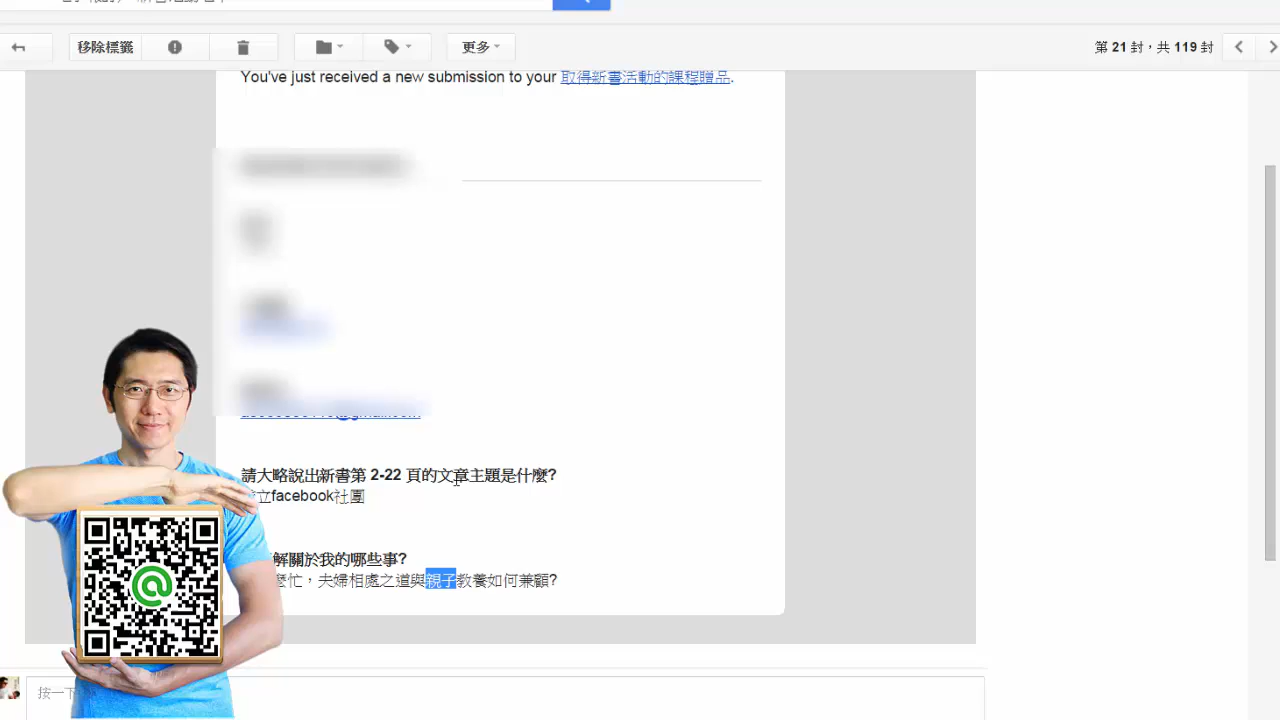 移除標籤
更多
第 21 封，共 119 封
You've just received a new submission to your 取得新書活動的課程贈品.
請大略說出新書第 2-22 頁的文章主題是什麼?
立facebook社團
解關於我的哪些事?
麼忙，夫婦相處之道與親子教養如何兼顧?
按一下